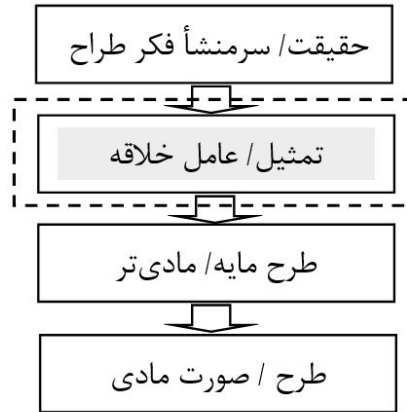 حقیقت/ سرمنشأ فکر طراح
تمثیل/ عامل خلاقه
طرح مایه/ مادی‌تر
طرح / صورت مادی